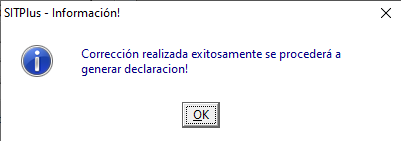 SITPlus - Información!
Corrección realizada exitosamente se procederá a
generar declaracion!
OK